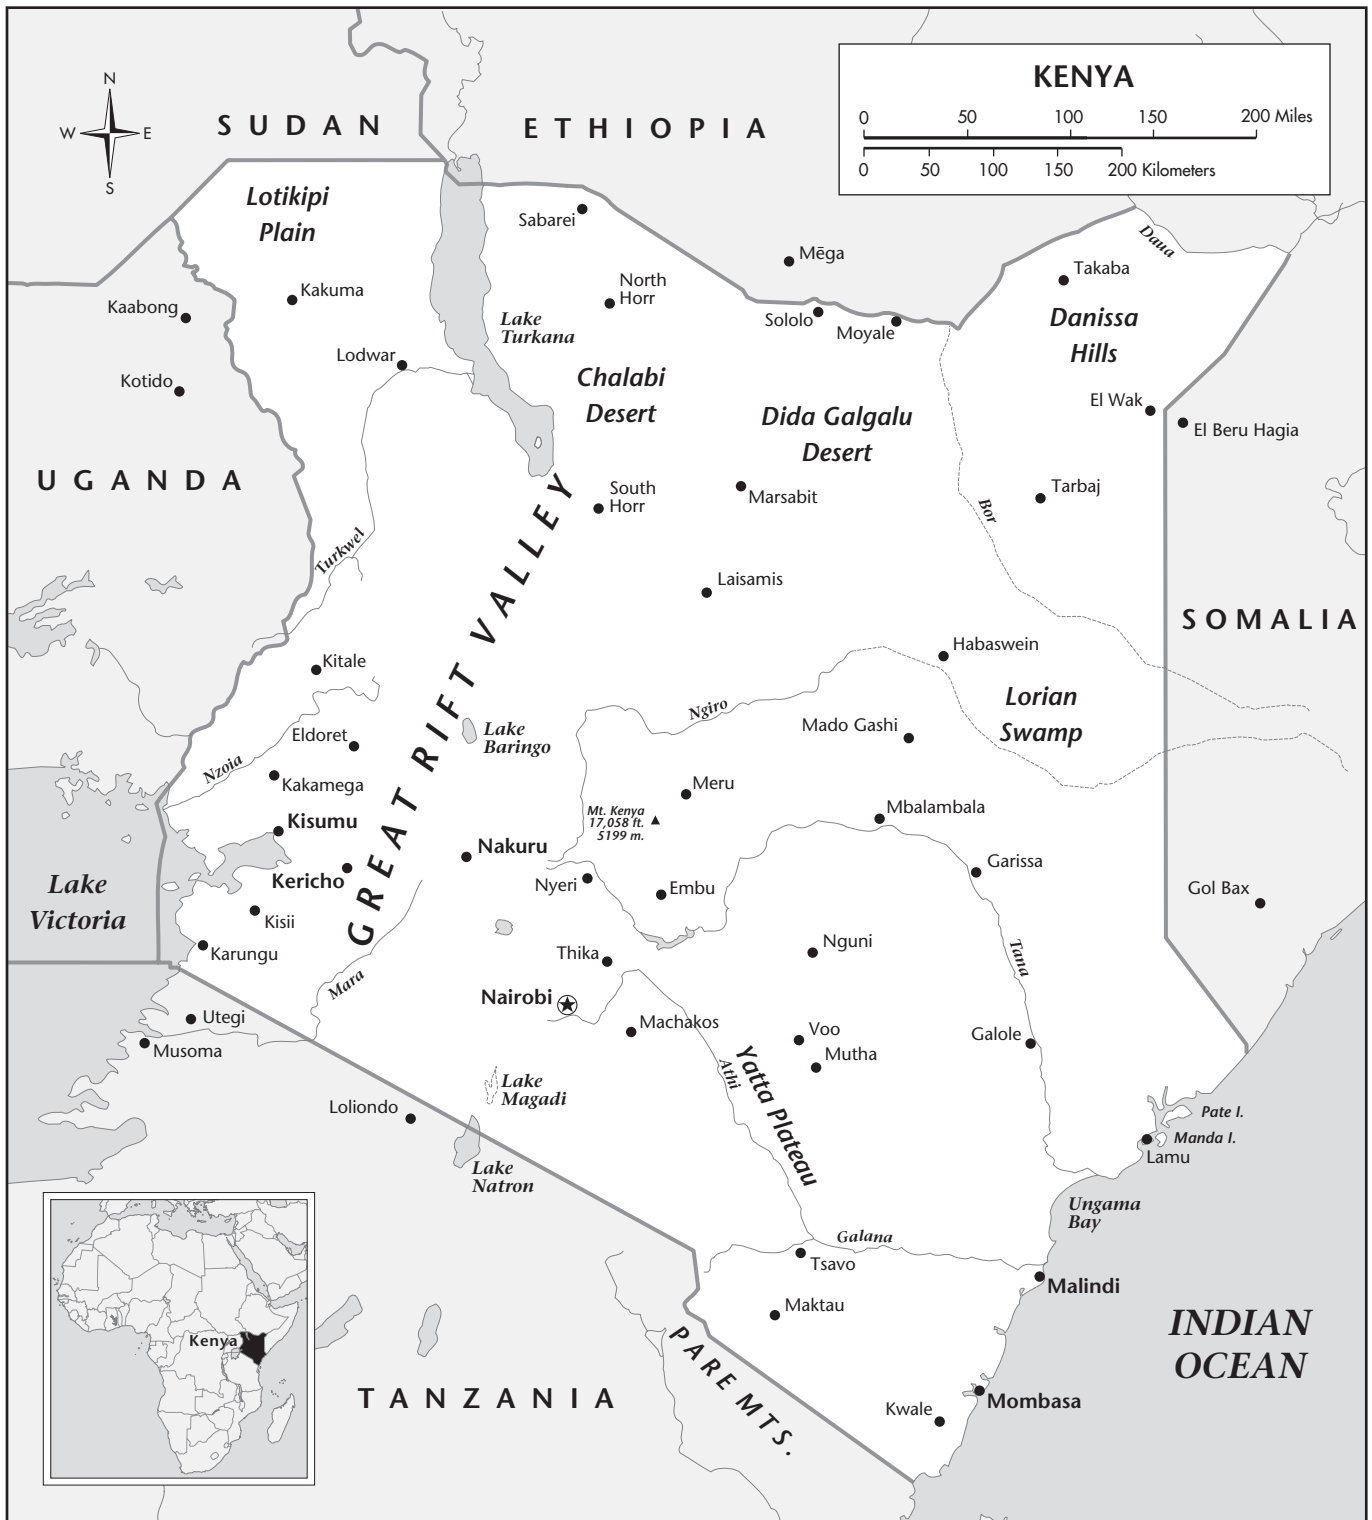 KENYA
0 50 100 150 200 Miles
0 50 100 150 200 Kilometers
N
W E
S
SUDAN
ETHIOPIA
Lotikipi
Plain
Sabarei
Daua
Mēga
Takaba
North
Horr
Kakuma
Kaabong
Lake
Turkana
Sololo
Moyale
Danissa
Hills
Lodwar
Kotido
Chalabi
Desert
El Wak
El Beru Hagia
Dida Galgalu
Desert
UGANDA
South
Horr
Marsabit
Tarbaj
Bor
Turkwel
GREAT RIFT VALLEY
Laisamis
SOMALIA
Habaswein
Kitale
Lorian
Swamp
Ngiro
Mado Gashi
Lake
Baringo
Eldoret
Nzoia
Kakamega
Meru
Mt. Kenya
17,058 ft.
5199 m.
Mbalambala
Kisumu
Nakuru
Garissa
Kericho
Nyeri
Embu
Gol Bax
Lake
Victoria
Kisii
Karungu
Nguni
Tana
Thika
Mara
Nairobi
Utegi
Machakos
Voo
Galole
Musoma
Mutha
Athi
Yatta Plateau
Lake
Magadi
Loliondo
Pate I.
Manda I.
Lamu
Lake
Natron
Ungama
Bay
Galana
Tsavo
Malindi
Maktau
INDIAN
OCEAN
Kenya
PARE MTS.
TANZANIA
Mombasa
Kwale